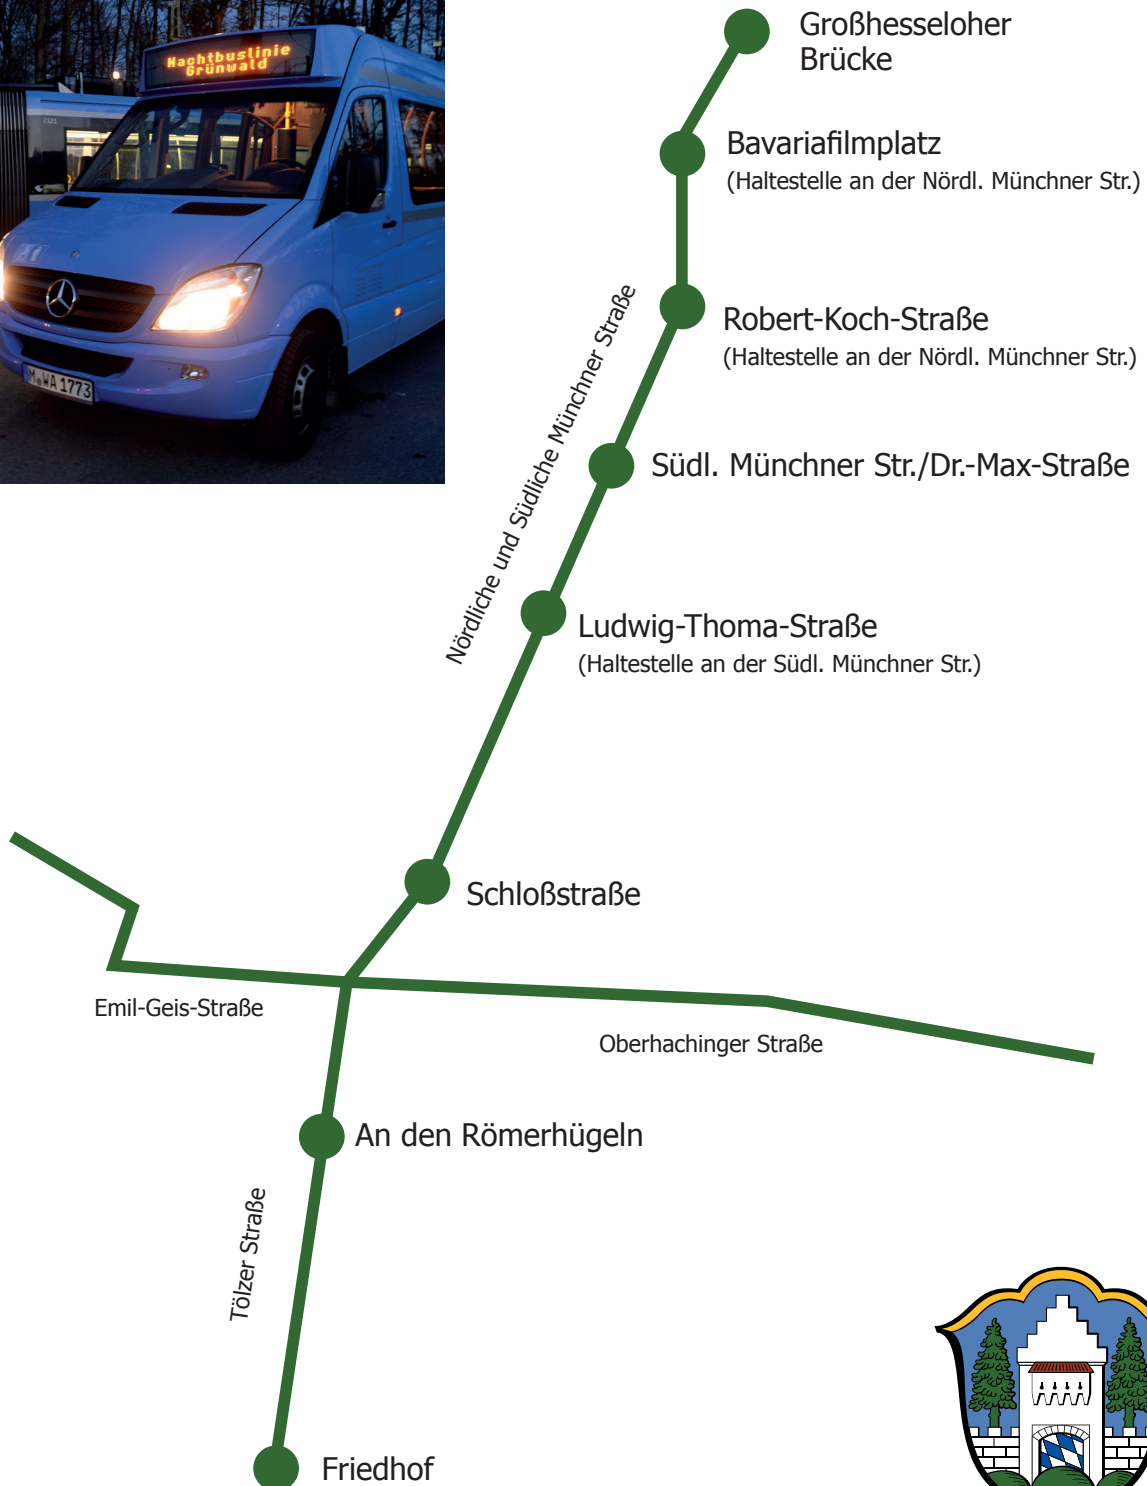 Nachtbuslinie
Grünwald
2121
M WA 1773
Großhesseloher
Brücke
Bavariafilmplatz
(Haltestelle an der Nördl. Münchner Str.)
Robert-Koch-Straße
(Haltestelle an der Nördl. Münchner Str.)
Nördliche und Südliche Münchner Straße
Südl. Münchner Str./Dr.-Max-Straße
Ludwig-Thoma-Straße
(Haltestelle an der Südl. Münchner Str.)
Schloßstraße
Emil-Geis-Straße
Oberhachinger Straße
An den Römerhügeln
Tölzer Straße
Friedhof